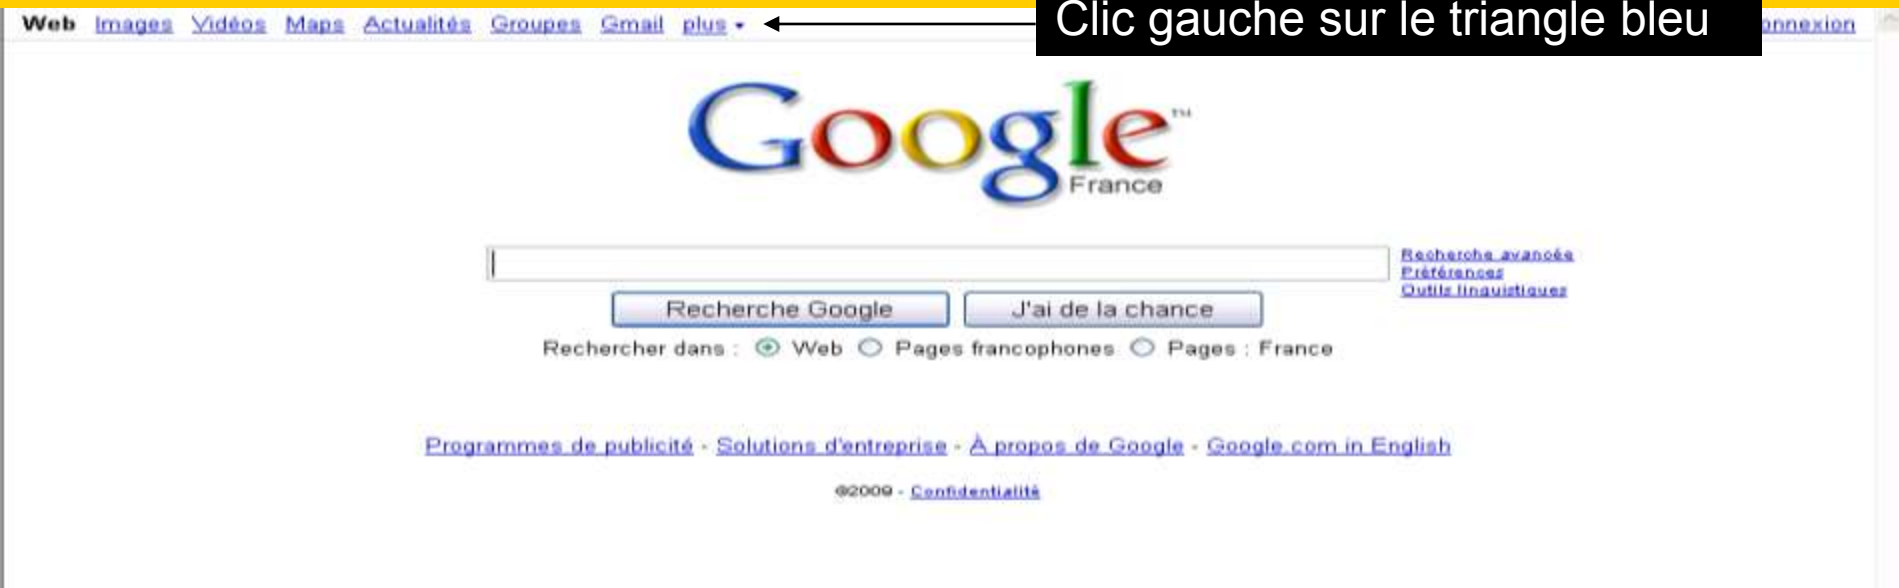 Web Images Vidéos Maps Actualités Groupes Gmail plus
Clic gauche sur le triangle bleu
onnexion
Google™
France
Recherche avancée
Préférences
Outils linguistiques
Recherche Google
J'ai de la chance
Rechercher dans : Web Pages francophones Pages : France
Programmes de publicité - Solutions d'entreprise - À propos de Google - Google.com in English
©2009 - Confidentialité